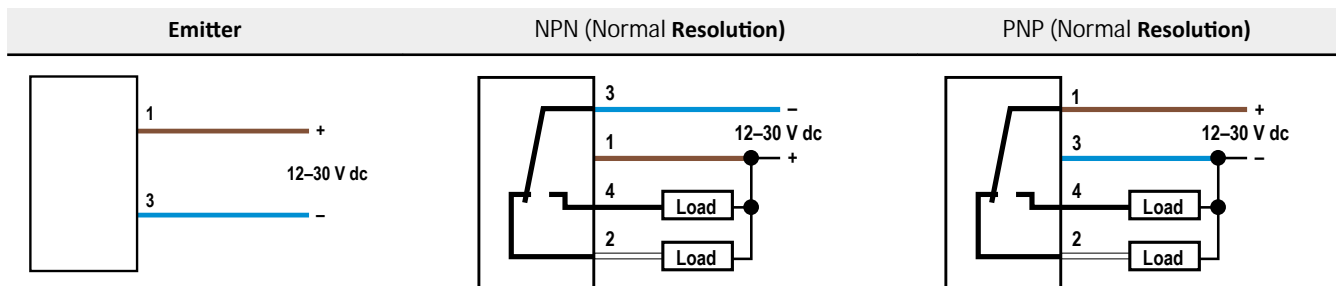 Emitter
NPN (Normal Resolution)
PNP (Normal Resolution)
1
+
12–30 V dc
3
–
3
–
12–30 V dc
1
+
4
Load
2
Load
1
+
12–30 V dc
3
–
4
Load
2
Load